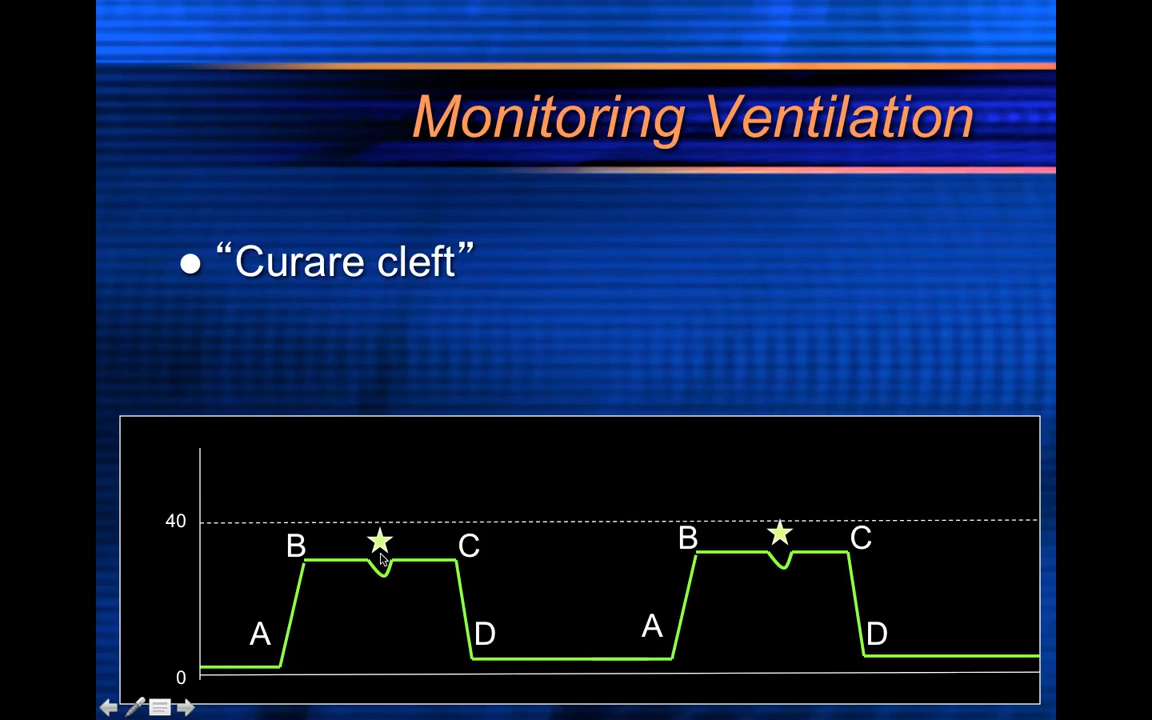 Monitoring Ventilation
● “Curare cleft”
40
B C B C
A D A D
0